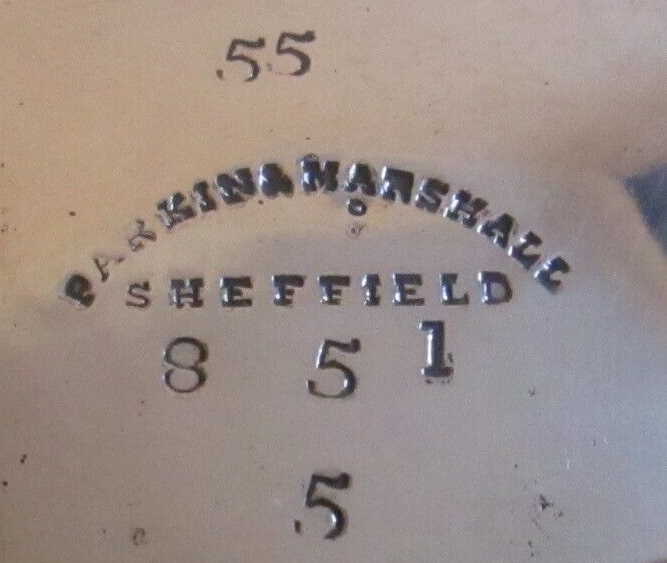 .55
PARKIN & MARSHALL
o
SHEFFIELD
8 5 1
.5